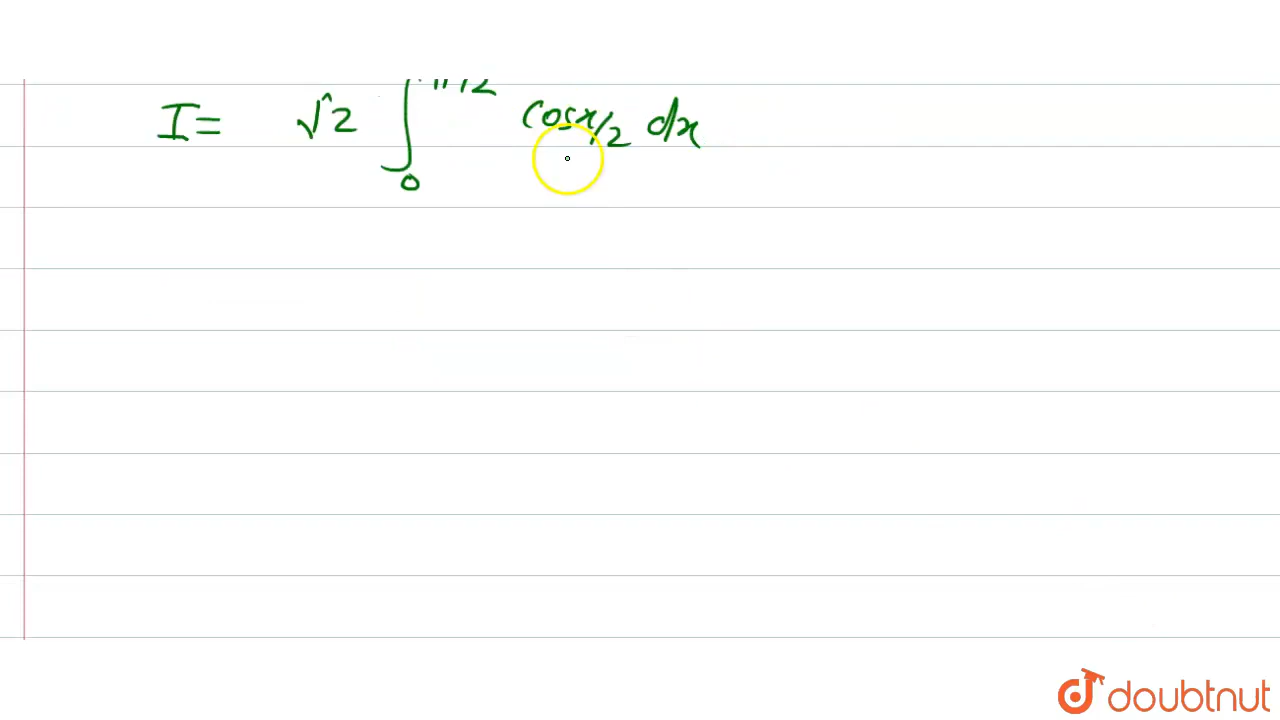 I = √2 ∫₀^π/2 cos x/2 dx
doubtnut